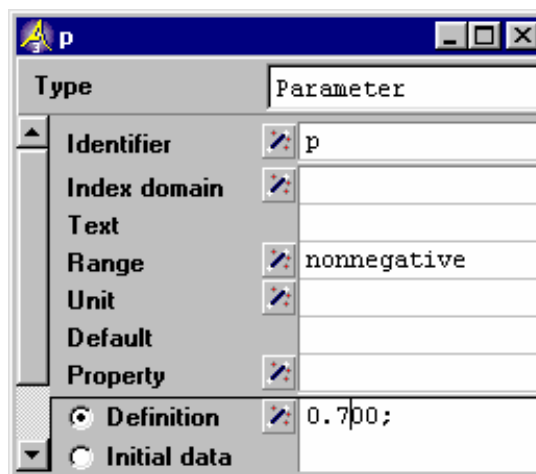 p
Type Parameter
Identifier p
Index domain
Text
Range nonnegative
Unit
Default
Property
Definition 0.700;
Initial data